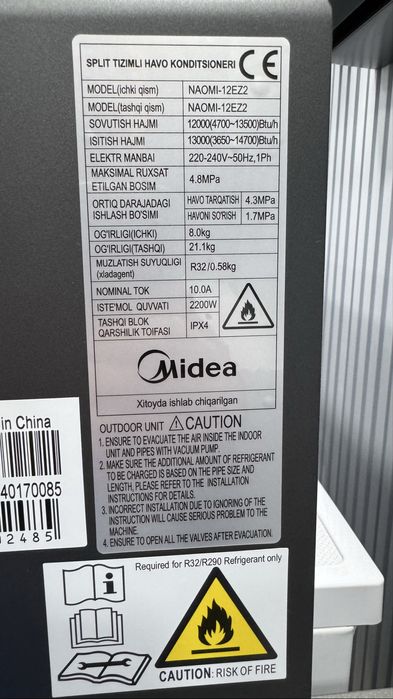 SPLIT TIZIMLI HAVO KONDITSIONERI CE
MODEL(ichki qism) NAOMI-12EZ2
MODEL(tashqi qism) NAOMI-12EZ2
SOVUTISH HAJMI 12000(4700~13500)Btu/h
ISITISH HAJMI 13000(3650~14700)Btu/h
ELEKTR MANBAI 220-240V~50Hz,1Ph
MAKSIMAL RUXSAT
ETILGAN BOSIM 4.8MPa
ORTIQ DARAJADAGI HAVO TARQATISH 4.3MPa
ISHLASH BO'SIMI HAVONI SO'RISH 1.7MPa
OG'IRLIGI(ICHKI) 8.0kg
OG'IRLIGI(TASHQI) 21.1kg
MUZLATISH SUYUQLIGI
(xladagent) R32/0.58kg
NOMINAL TOK 10.0A
ISTE'MOL QUVVATI 2200W
TASHQI BLOK
QARSHILIK TOIFASI IPX4
Midea
Xitoyda ishlab chiqarilgan
OUTDOOR UNIT CAUTION
1. ENSURE TO EVACUATE THE AIR INSIDE THE INDOOR
UNIT AND PIPES WITH VACUUM PUMP.
2. MAKE SURE THE ADDITIONAL AMOUNT OF REFRIGERANT
TO BE CHARGED IS BASED ON THE PIPE SIZE AND
LENGTH, PLEASE REFER TO THE INSTALLATION
INSTRUCTIONS FOR DETAILS.
3. INCORRECT INSTALLATION DUE TO IGNORING OF THE
INSTRUCTION WILL CAUSE SERIOUS PROBLEM TO THE
MACHINE.
4. ENSURE TO OPEN ALL THE VALVES AFTER EVACUATION.
in China
40170085
02485
Required for R32/R290 Refrigerant only
CAUTION: RISK OF FIRE